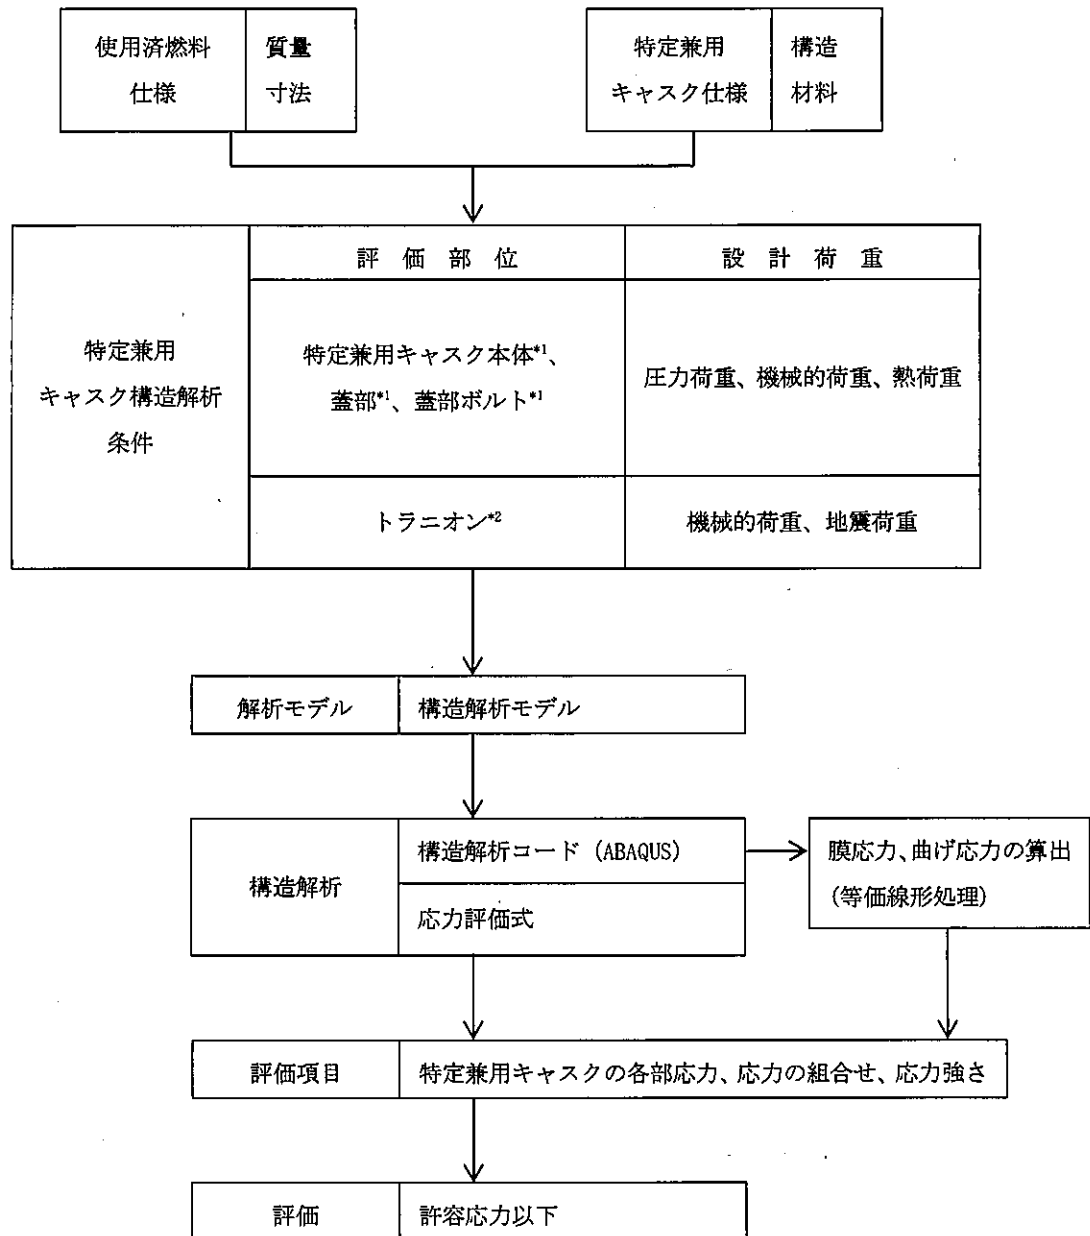 使用済燃料
仕様
質量
寸法
特定兼用
キャスク仕様
構造
材料
特定兼用
キャスク構造解析
条件
評 価 部 位
設 計 荷 重
特定兼用キャスク本体*1、
蓋部*1、蓋部ボルト*1
圧力荷重、機械的荷重、熱荷重
トラニオン*2
機械的荷重、地震荷重
解析モデル
構造解析モデル
構造解析
構造解析コード (ABAQUS)
応力評価式
膜応力、曲げ応力の算出
(等価線形処理)
評価項目
特定兼用キャスクの各部応力、応力の組合せ、応力強さ
評価
許容応力以下